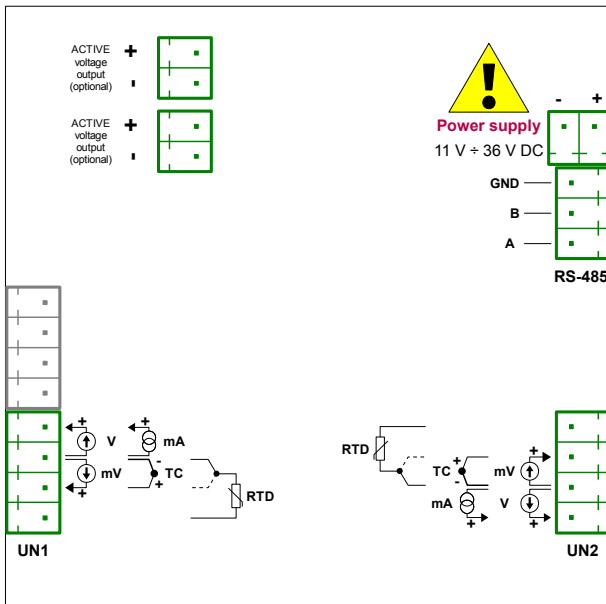 ACTIVE
voltage
output
(optional)
+
-
ACTIVE
voltage
output
(optional)
+
-
!
Power supply
11 V ÷ 36 V DC
- +
GND
B
A
RS-485
+ V + mA
- TC
+ mV +
RTD
UN1
RTD
+ TC - mV +
mA + V +
UN2